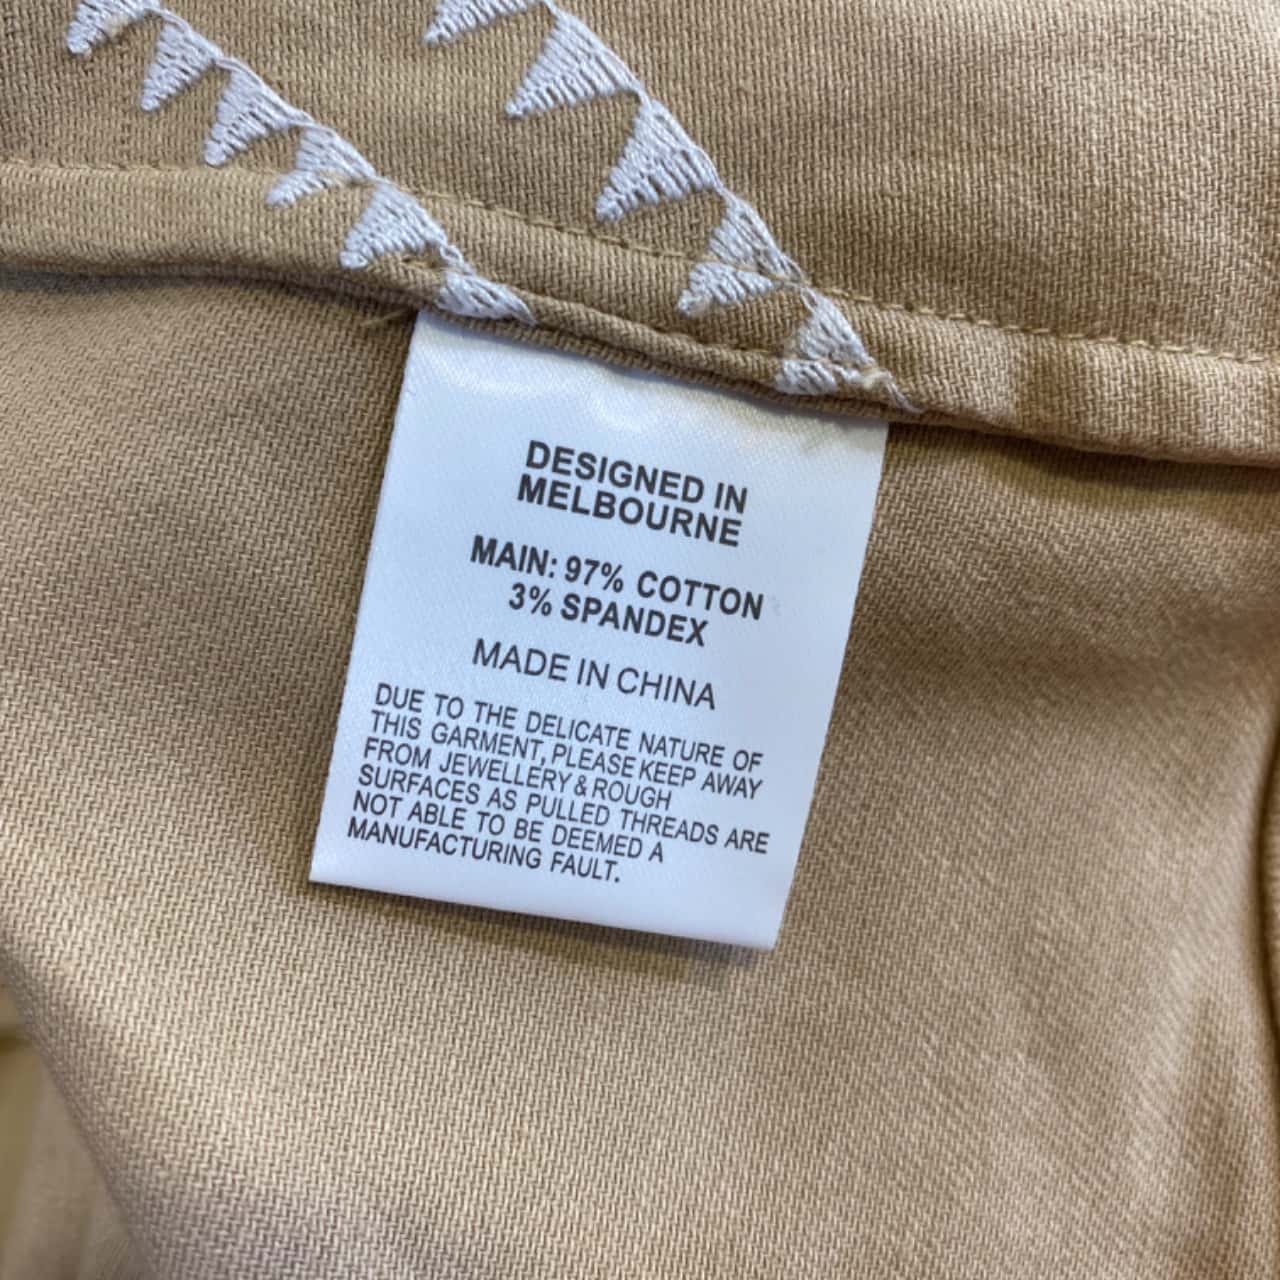 DESIGNED IN
MELBOURNE
MAIN: 97% COTTON
3% SPANDEX
MADE IN CHINA
DUE TO THE DELICATE NATURE OF
THIS GARMENT, PLEASE KEEP AWAY
FROM JEWELLERY & ROUGH
SURFACES AS PULLED THREADS ARE
NOT ABLE TO BE DEEMED A
MANUFACTURING FAULT.